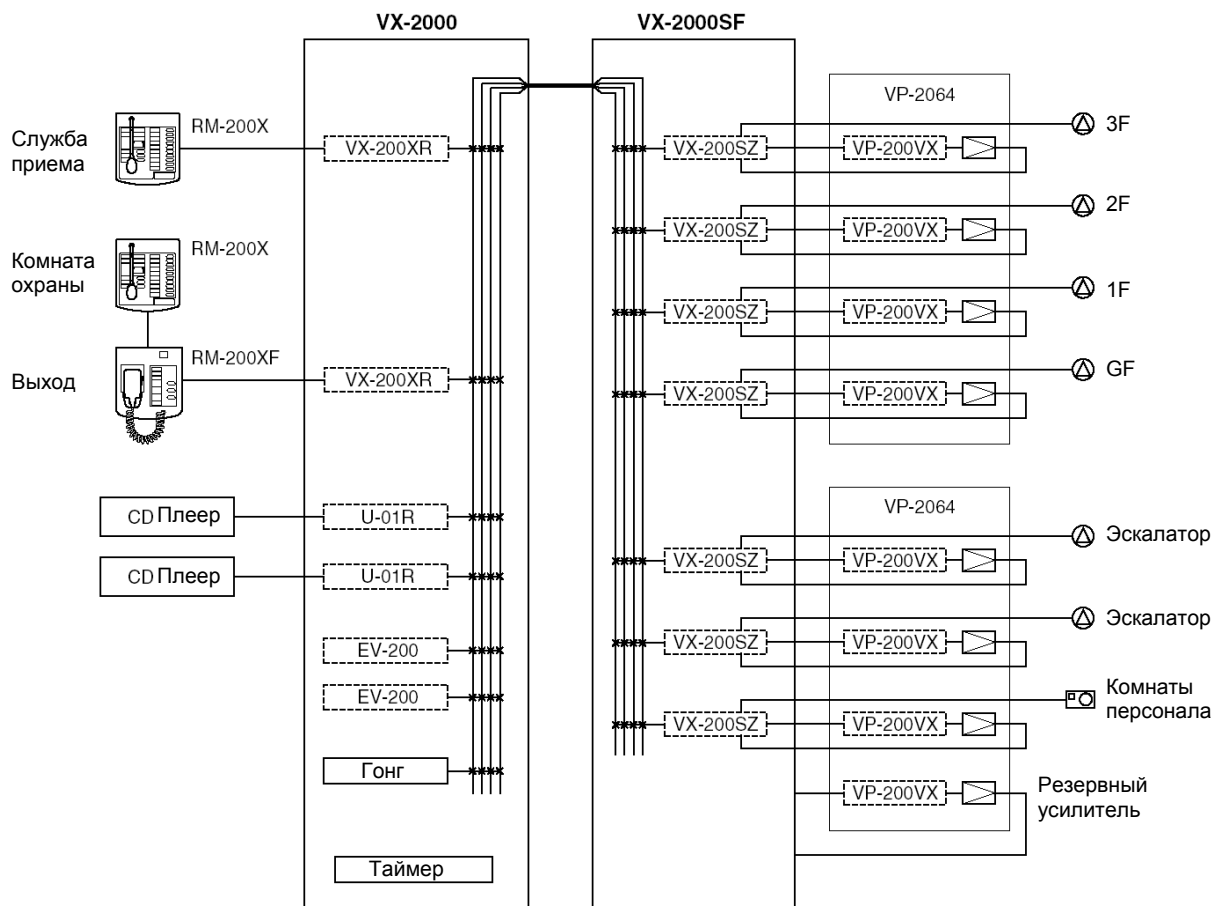 VX-2000
VX-2000SF
VP-2064
Служба
приема
RM-200X
VX-200XR
VX-200SZ
VP-200VX
3F
Комната
охраны
RM-200X
VX-200SZ
VP-200VX
2F
VX-200SZ
VP-200VX
1F
Выход
RM-200XF
VX-200XR
VX-200SZ
VP-200VX
GF
VP-2064
CD Плеер
U-01R
VX-200SZ
VP-200VX
Эскалатор
CD Плеер
U-01R
EV-200
VX-200SZ
VP-200VX
Эскалатор
EV-200
VX-200SZ
VP-200VX
Комнаты
персонала
Гонг
VP-200VX
Резервный
усилитель
Таймер